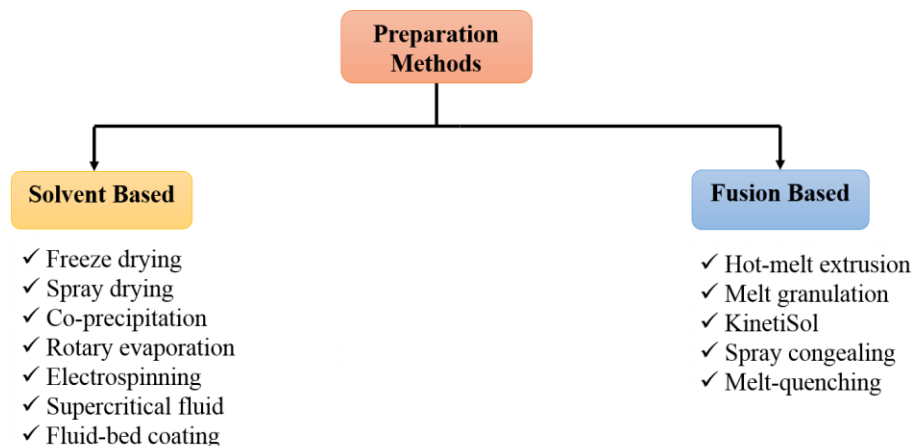 Preparation
Methods
Solvent Based
✓ Freeze drying
✓ Spray drying
✓ Co-precipitation
✓ Rotary evaporation
✓ Electrospinning
✓ Supercritical fluid
✓ Fluid-bed coating
Fusion Based
✓ Hot-melt extrusion
✓ Melt granulation
✓ KinetiSol
✓ Spray congealing
✓ Melt-quenching